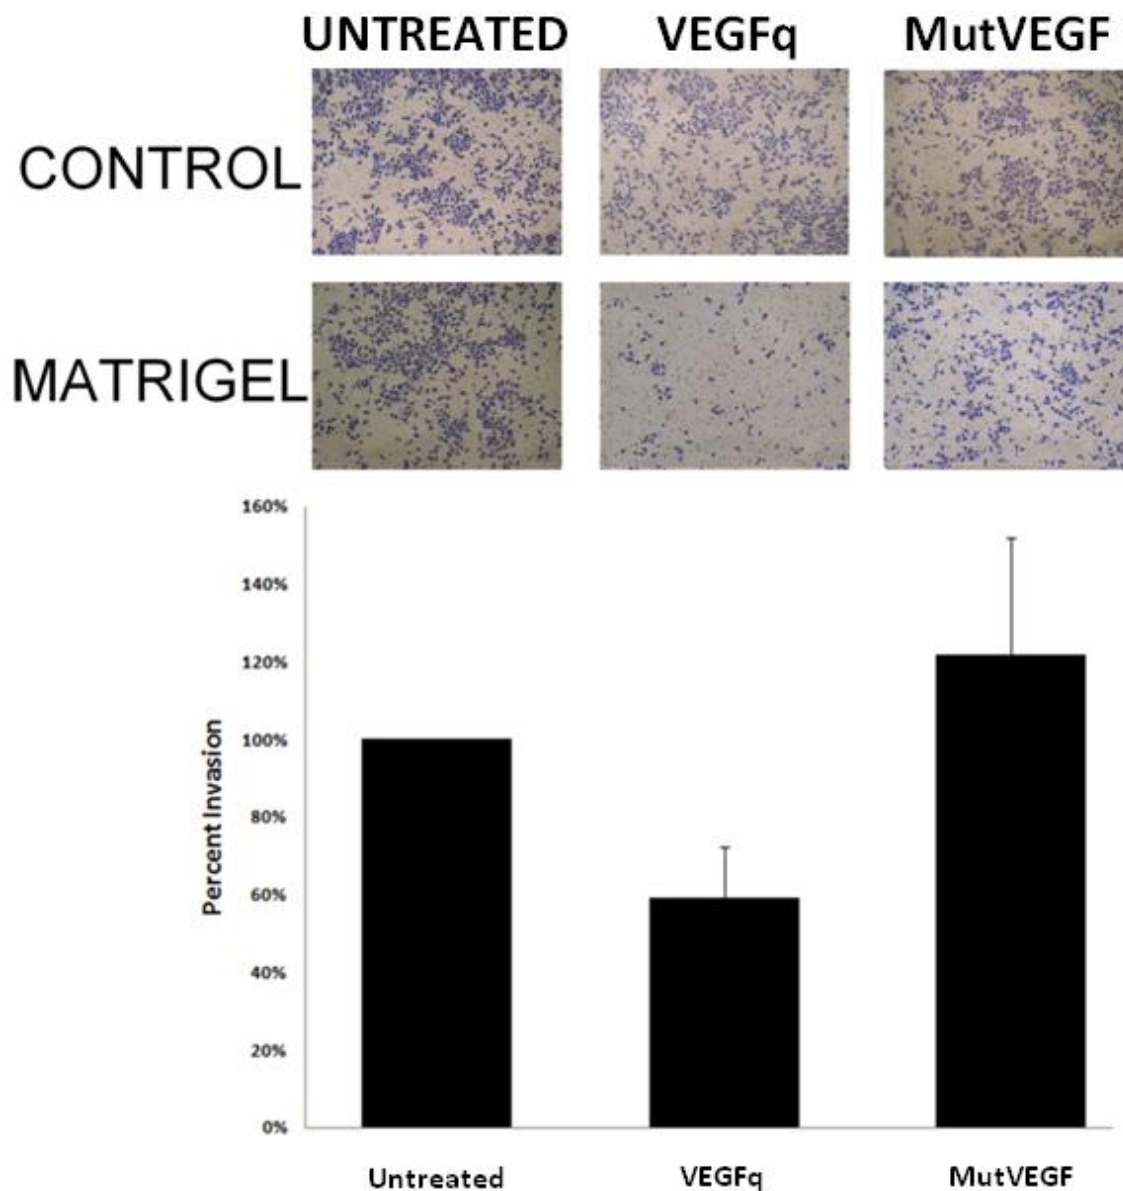 UNTREATED VEGFq MutVEGF
CONTROL
MATRIGEL
160%
140%
120%
100%
80%
60%
40%
20%
0%
Percent Invasion
Untreated VEGFq MutVEGF